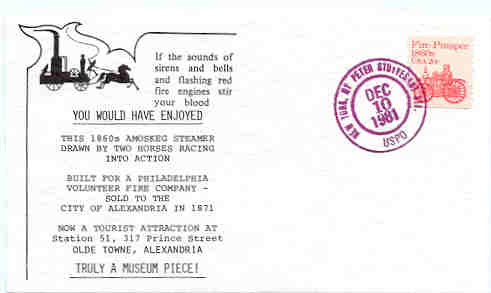 If the sounds of
sirens and bells
and flashing red
fire engines stir
your blood
YOU WOULD HAVE ENJOYED
THIS 1860s AMOSKEG STEAMER
DRAWN BY TWO HORSES RACING
INTO ACTION
BUILT FOR A PHILADELPHIA
VOLUNTEER FIRE COMPANY -
SOLD TO THE
CITY OF ALEXANDRIA IN 1871
NOW A TOURIST ATTRACTION AT
Station 51, 317 Prince Street
OLDE TOWNE, ALEXANDRIA
TRULY A MUSEUM PIECE!
NEW YORK, NY PETER STUYVESANT STA.
DEC
10
1981
USPO
Fire Pumper
1860s
USA 20c